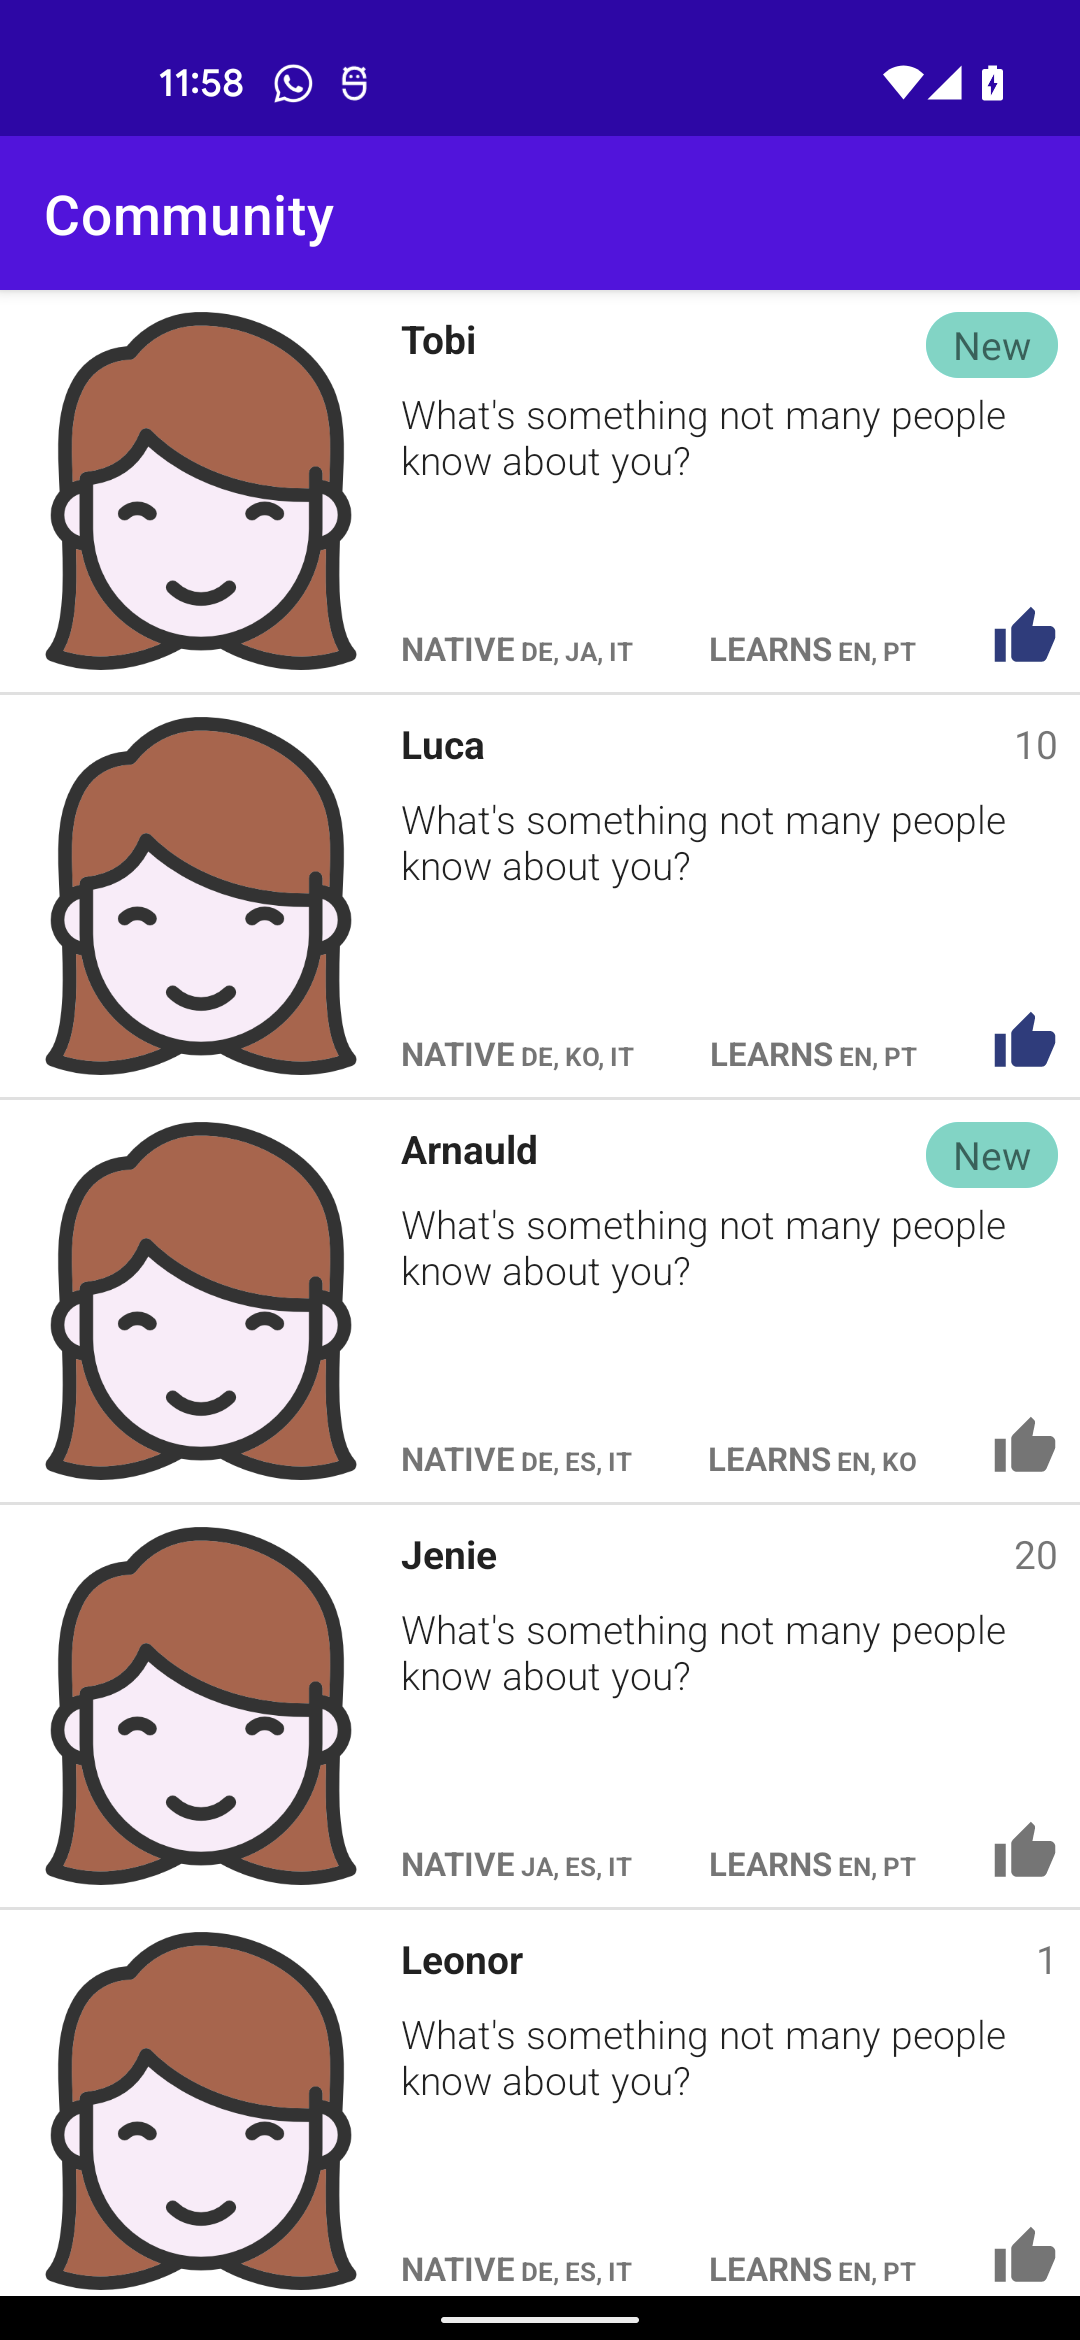 11:58
Community
Tobi
New
What's something not many people
know about you?
NATIVE DE, JA, IT
LEARNS EN, PT
Luca
10
What's something not many people
know about you?
NATIVE DE, KO, IT
LEARNS EN, PT
Arnauld
New
What's something not many people
know about you?
NATIVE DE, ES, IT
LEARNS EN, KO
Jenie
20
What's something not many people
know about you?
NATIVE JA, ES, IT
LEARNS EN, PT
Leonor
1
What's something not many people
know about you?
NATIVE DE, ES, IT
LEARNS EN, PT